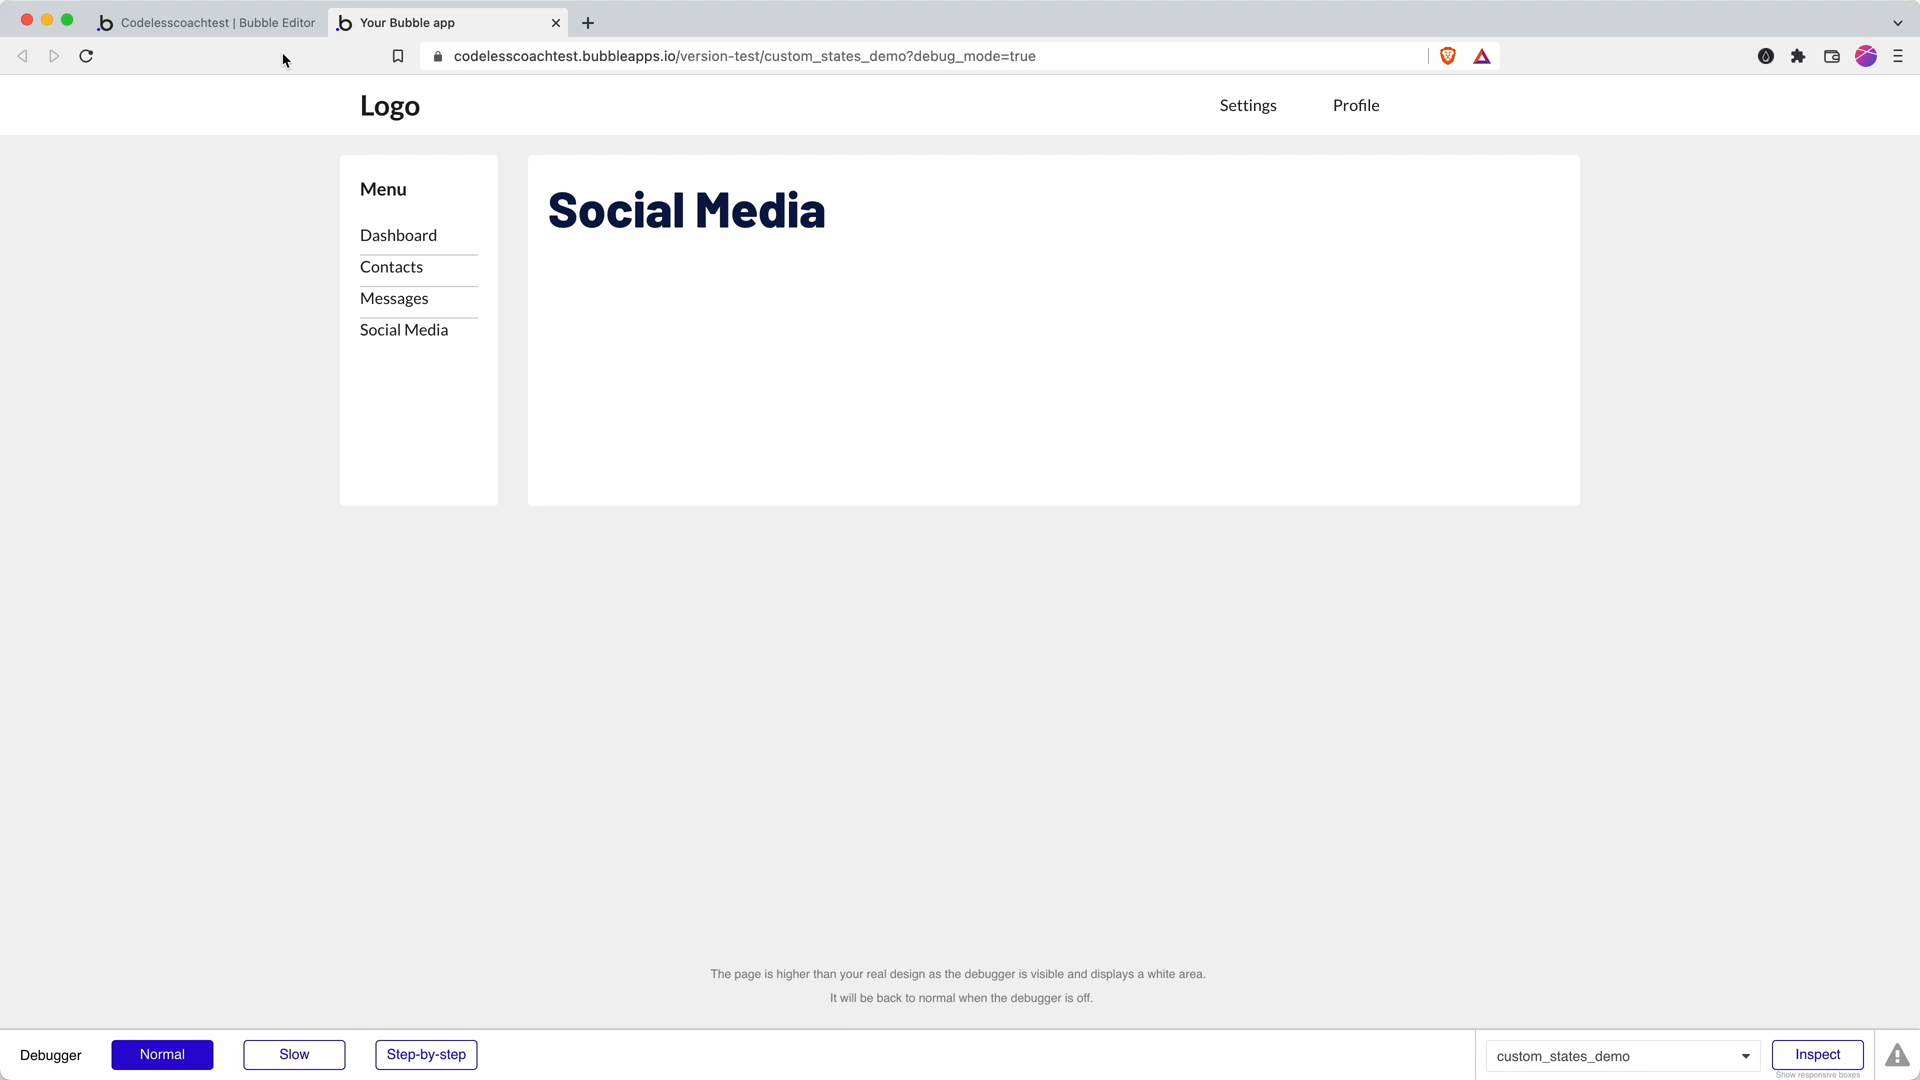 Codelesscoachtest | Bubble Editor
Your Bubble app
codelesscoachtest.bubbleapps.io/version-test/custom_states_demo?debug_mode=true
Logo
Settings
Profile
Menu
Dashboard
Contacts
Messages
Social Media
Social Media
The page is higher than your real design as the debugger is visible and displays a white area.
It will be back to normal when the debugger is off.
Debugger
Normal
Slow
Step-by-step
custom_states_demo
Inspect
Show responsive boxes